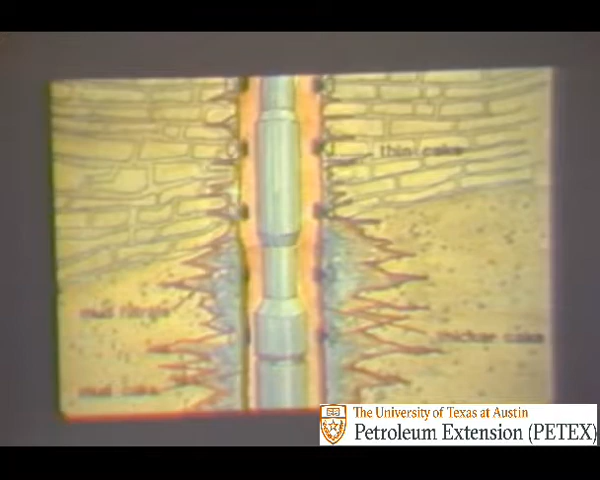 thin cake
mud filtrate
thicker cake
mud cake
The University of Texas at Austin
Petroleum Extension (PETEX)